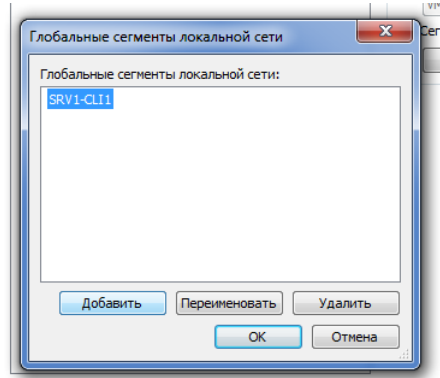 Глобальные сегменты локальной сети
Глобальные сегменты локальной сети:
SRV1-CLI1
Добавить
Переименовать
Удалить
OK
Отмена